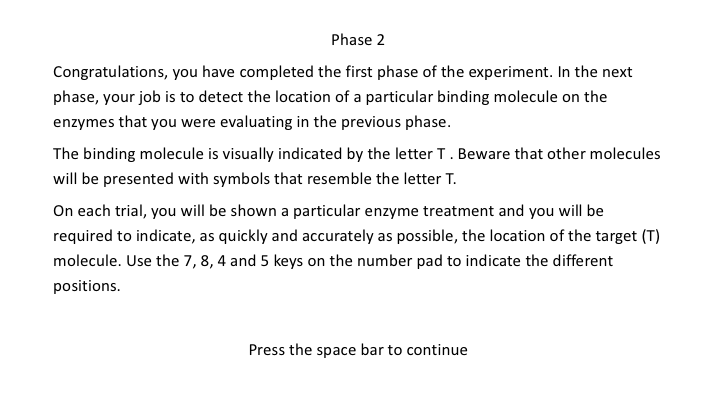 Phase 2
Congratulations, you have completed the first phase of the experiment. In the next
phase, your job is to detect the location of a particular binding molecule on the
enzymes that you were evaluating in the previous phase.
The binding molecule is visually indicated by the letter T . Beware that other molecules
will be presented with symbols that resemble the letter T.
On each trial, you will be shown a particular enzyme treatment and you will be
required to indicate, as quickly and accurately as possible, the location of the target (T)
molecule. Use the 7, 8, 4 and 5 keys on the number pad to indicate the different
positions.
Press the space bar to continue